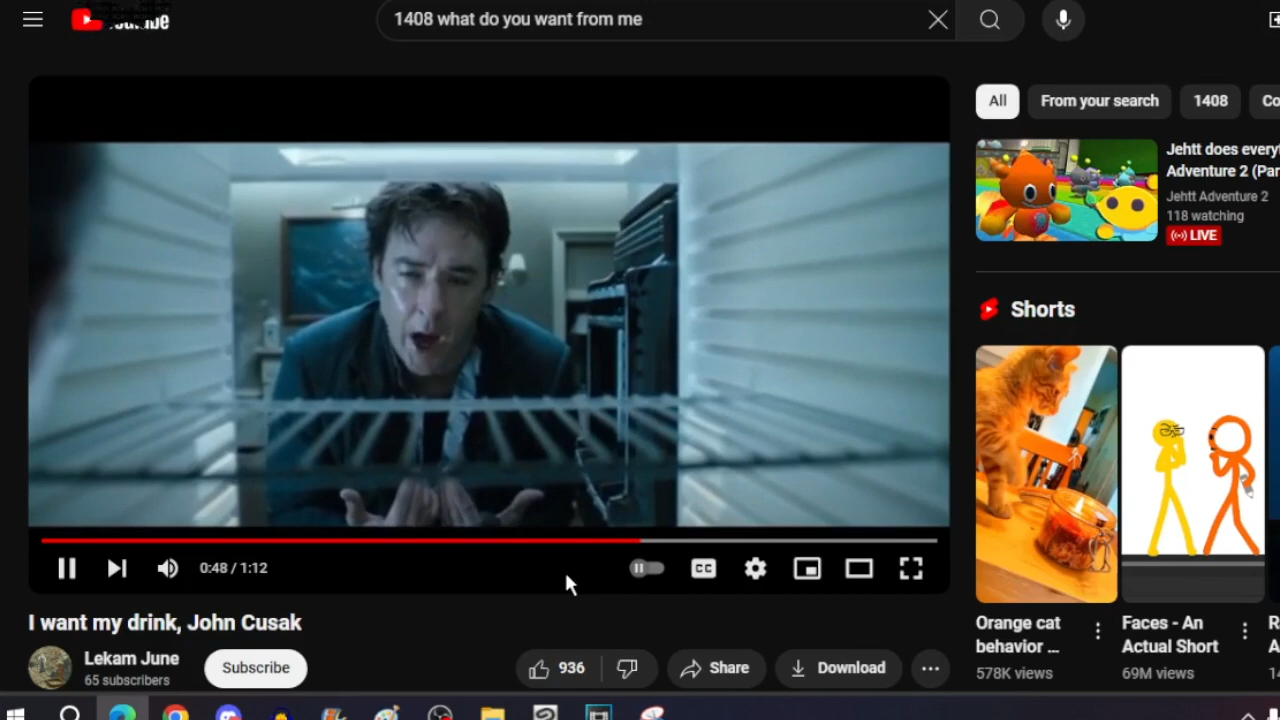 1408 what do you want from me
All
From your search
1408
Jehtt does
Adventure 2
Jehtt Adventure 2
118 watching
LIVE
Shorts
0:48 / 1:12
CC
I want my drink, John Cusak
Lekam June
65 subscribers
Subscribe
936
Share
Download
Orange cat
behavior ...
578K views
Faces - An
Actual Short
69M views